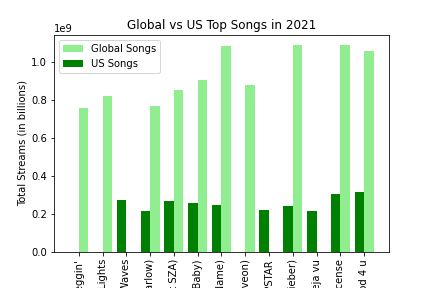 Global vs US Top Songs in 2021
1e9
Global Songs
US Songs
Total Streams (in billions)
1.0
0.8
0.6
0.4
0.2
0.0
eggin'
Lights
Waves
arlow)
SZA)
Baby)
lame)
veon)
PSTAR
ieber)
eja vu
cense
od 4 u